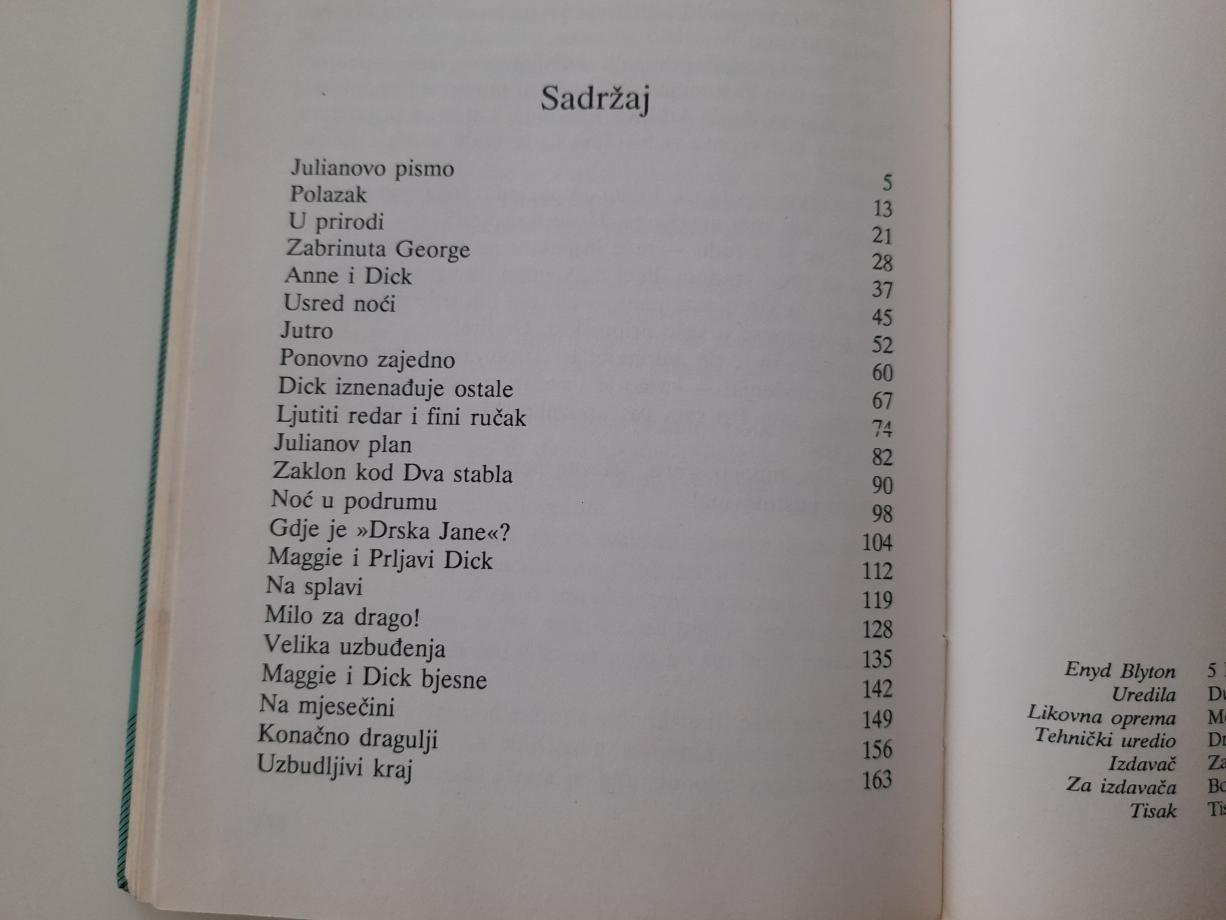 Sadržaj
Julianovo pismo 5
Polazak 13
U prirodi 21
Zabrinuta George 28
Anne i Dick 37
Usred noći 45
Jutro 52
Ponovno zajedno 60
Dick iznenađuje ostale 67
Ljutiti redar i fini ručak 74
Julianov plan 82
Zaklon kod Dva stabla 90
Noć u podrumu 98
Gdje je »Drska Jane«? 104
Maggie i Prljavi Dick 112
Na splavi 119
Milo za drago! 128
Velika uzbuđenja 135
Maggie i Dick bjesne 142
Na mjesečini 149
Konačno dragulji 156
Uzbudljivi kraj 163
Enyd Blyton 5
Uredila
Likovna oprema
Tehnički uredio
Izdavač
Za izdavača
Tisak